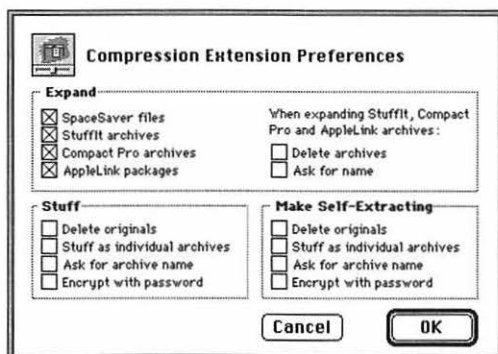 Compression Extension Preferences
Expand
SpaceSaver files
StuffIt archives
Compact Pro archives
AppleLink packages
When expanding StuffIt, Compact
Pro and AppleLink archives:
Delete archives
Ask for name
Stuff
Delete originals
Stuff as individual archives
Ask for archive name
Encrypt with password
Make Self-Extracting
Delete originals
Stuff as individual archives
Ask for archive name
Encrypt with password
Cancel
OK